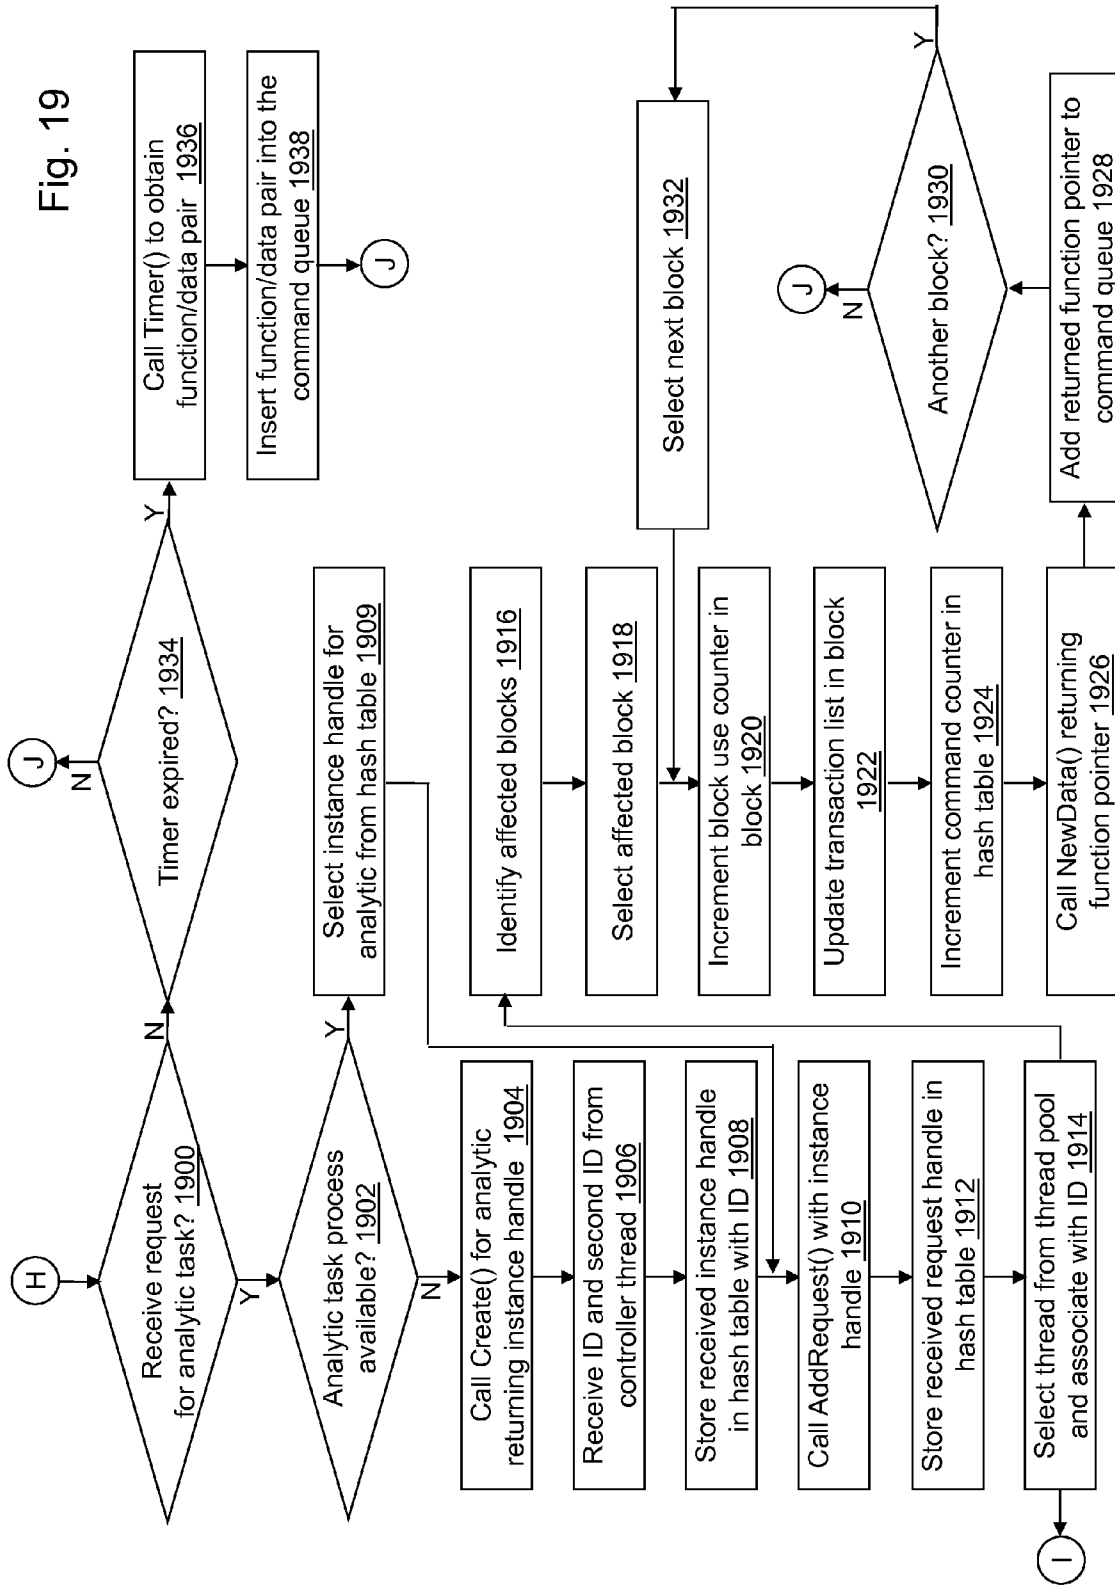 Fig. 19
H
Receive request
for analytic task? 1900
N
Y
Timer expired? 1934
N
J
Y
Call Timer() to obtain
function/data pair 1936
Insert function/data pair into the
command queue 1938
J
Analytic task process
available? 1902
Y
N
Select instance handle for
analytic from hash table 1909
Call Create() for analytic
returning instance handle 1904
Receive ID and second ID from
controller thread 1906
Store received instance handle
in hash table with ID 1908
Call AddRequest() with instance
handle 1910
Store received request handle in
hash table 1912
Select thread from thread pool
and associate with ID 1914
I
Identify affected blocks 1916
Select affected block 1918
Increment block use counter in
block 1920
Update transaction list in block
1922
Increment command counter in
hash table 1924
Call NewData() returning
function pointer 1926
Add returned function pointer to
command queue 1928
Another block? 1930
N
J
Y
Select next block 1932